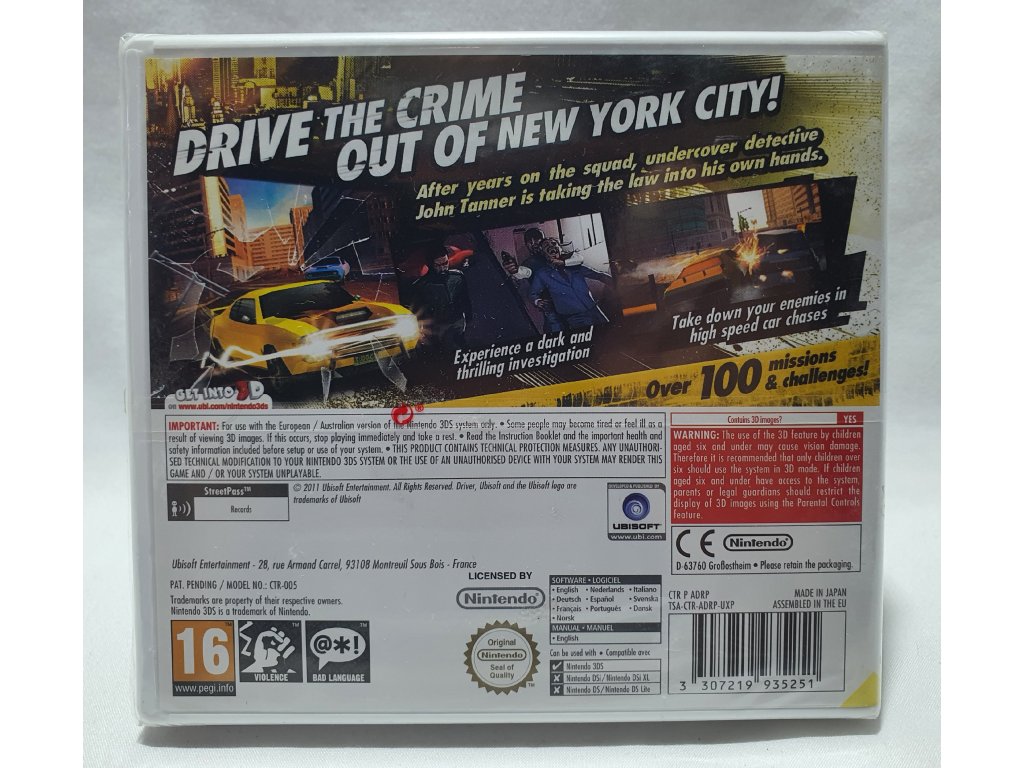 DRIVE THE CRIME
OUT OF NEW YORK CITY!
After years on the squad, undercover detective
John Tanner is taking the law into his own hands.
Experience a dark and
thrilling investigation
Take down your enemies in
high speed car chases
Over 100 missions
& challenges!
GET INTO 3D
on www.ubi.com/nintendo3ds
IMPORTANT: For use with the European / Australian version of the Nintendo 3DS system only. • Some people may become tired or feel ill as a
result of viewing 3D images. If this occurs, stop playing immediately and take a rest. • Read the Instruction Booklet and the important health and
safety information included before setup or use of your system. • THIS PRODUCT CONTAINS TECHNICAL PROTECTION MEASURES. ANY UNAUTHORI-
SED TECHNICAL MODIFICATION TO YOUR NINTENDO 3DS SYSTEM OR THE USE OF AN UNAUTHORISED DEVICE WITH YOUR SYSTEM MAY RENDER THIS
GAME AND / OR YOUR SYSTEM UNPLAYABLE.
Contains 3D images? YES
WARNING: The use of the 3D feature by children
aged six and under may cause vision damage.
Therefore it is recommended that only children over
six should use the system in 3D mode. If children
aged six and under have access to the system,
parents or legal guardians should restrict the
display of 3D images using the Parental Controls
feature.
StreetPass™
Records
© 2011 Ubisoft Entertainment. All Rights Reserved. Driver, Ubisoft and the Ubisoft logo are
trademarks of Ubisoft
DEVELOPED & PUBLISHED BY
UBISOFT
www.ubi.com
CE Nintendo
D-63760 Großostheim • Please retain the packaging.
Ubisoft Entertainment - 28, rue Armand Carrel, 93108 Montreuil Sous Bois - France
PAT. PENDING / MODEL NO.: CTR-005
Trademarks are property of their respective owners.
Nintendo 3DS is a trademark of Nintendo.
LICENSED BY
Nintendo®
SOFTWARE • LOGICIEL
• English • Nederlands • Italiano
• Deutsch • Español • Svenska
• Français • Português • Dansk
• Norsk
MANUAL • MANUEL
• English
Can be used with • Compatible avec
Nintendo 3DS
Nintendo DSi/Nintendo DSi XL
Nintendo DS/Nintendo DS Lite
CTR P ADRP
TSA-CTR-ADRP-UXP
MADE IN JAPAN
ASSEMBLED IN THE EU
3 307219 935251
16
www.pegi.info
VIOLENCE
@*!
BAD LANGUAGE
Original
Nintendo
Seal of
Quality